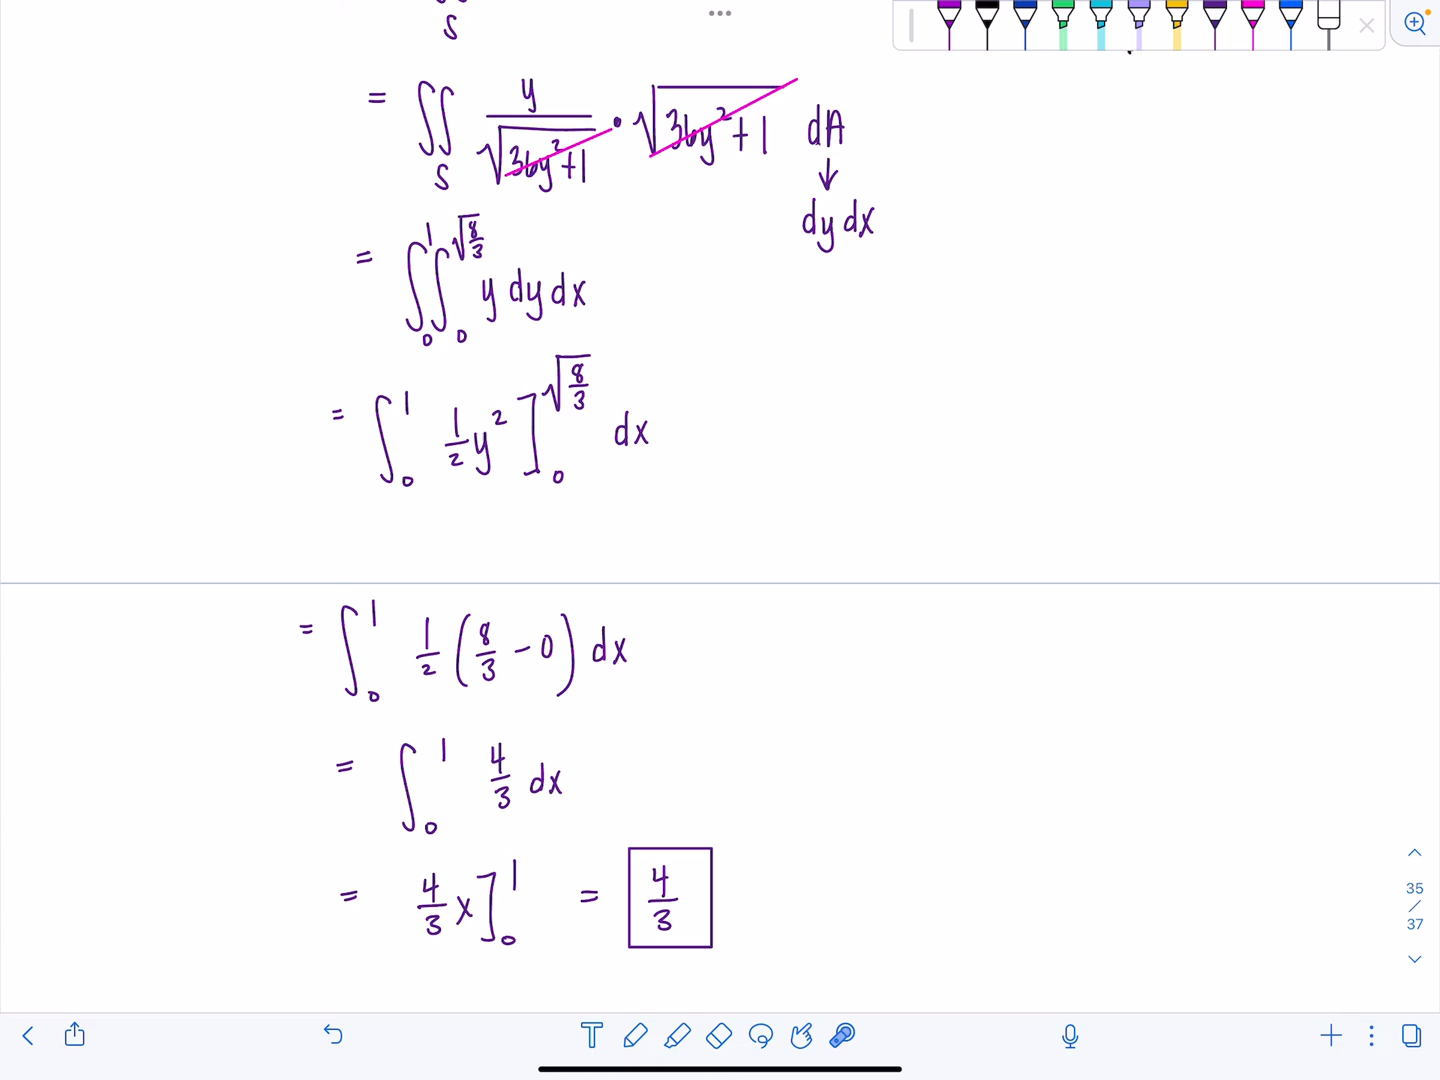 S
= ∬_S y/√(36y²+1) · √(36y²+1) dA
↓
dy dx
= ∫_0^1 ∫_0^√(8/3) y dy dx
= ∫_0^1 1/2 y² ]_0^√(8/3) dx
= ∫_0^1 1/2 (8/3 - 0) dx
= ∫_0^1 4/3 dx
= 4/3 x ]_0^1 = 4/3
35
/
37